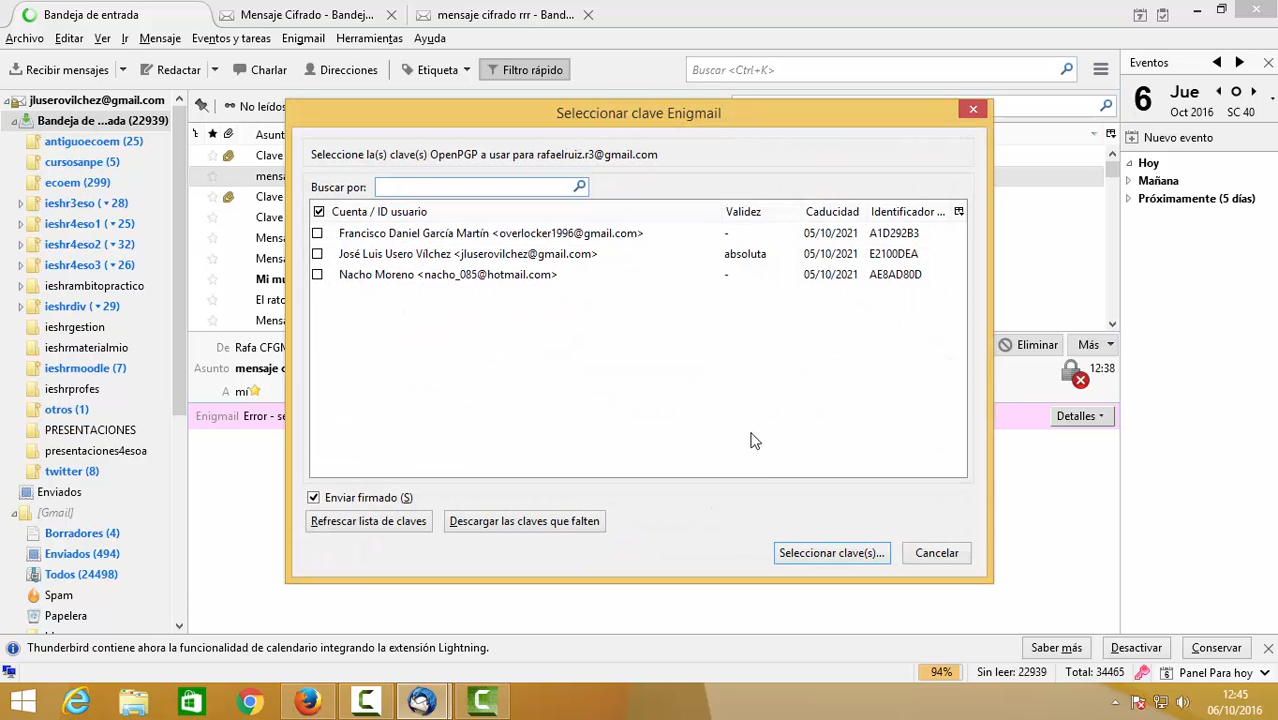 Bandeja de entrada
Mensaje Cifrado - Bandej...
mensaje cifrado rrr - Band...
Archivo Editar Ver Ir Mensaje Eventos y tareas Enigmail Herramientas Ayuda
Recibir mensajes Redactar Charlar Direcciones Etiqueta Filtro rápido Buscar <Ctrl+K>
Eventos
6 Jue
Oct 2016 SC 40
Nuevo evento
Hoy
Mañana
Próximamente (5 días)
jluserovilchez@gmail.com
Bandeja de ...ada (22939)
antiguoecoem (25)
cursosanpe (5)
ecoem (299)
ieshr3eso (28)
ieshreso1 (25)
ieshreso2 (32)
ieshreso3 (16)
ieshrambitopractico
ieshrdiv (29)
ieshrgestion
ieshrmaterialmio
ieshrmoodle (7)
ieshrprofes
otros (1)
PRESENTACIONES
presentaciones4esoa
twitter (8)
Enviados
[Gmail]
Borradores (4)
Enviados (494)
Todos (24498)
Spam
Papelera
No leídos
Asunt
Clave
mensa
Clave
Clave
Mensa
Mensa
Mi mu
El rato
Mensa
De Rafa CFGM
Asunto mensaje c
A mí
Eliminar Más
12:38
Enigmail Error - se
Detalles
Seleccionar clave Enigmail
Seleccione la(s) clave(s) OpenPGP a usar para rafaelruiz.r3@gmail.com
Buscar por:
Cuenta / ID usuario Validez Caducidad Identificador ...
Francisco Daniel García Martín <overlocker1996@gmail.com> - 05/10/2021 A1D292B3
José Luis Usero Vílchez <jluserovilchez@gmail.com> absoluta 05/10/2021 E2100DEA
Nacho Moreno <nacho_085@hotmail.com> - 05/10/2021 AE8AD80D
Enviar firmado (S)
Refrescar lista de claves Descargar las claves que falten
Seleccionar clave(s)... Cancelar
Thunderbird contiene ahora la funcionalidad de calendario integrando la extensión Lightning.
Saber más Desactivar Conservar
94% Sin leer: 22939 Total: 34465 Panel Para hoy
12:45
06/10/2016